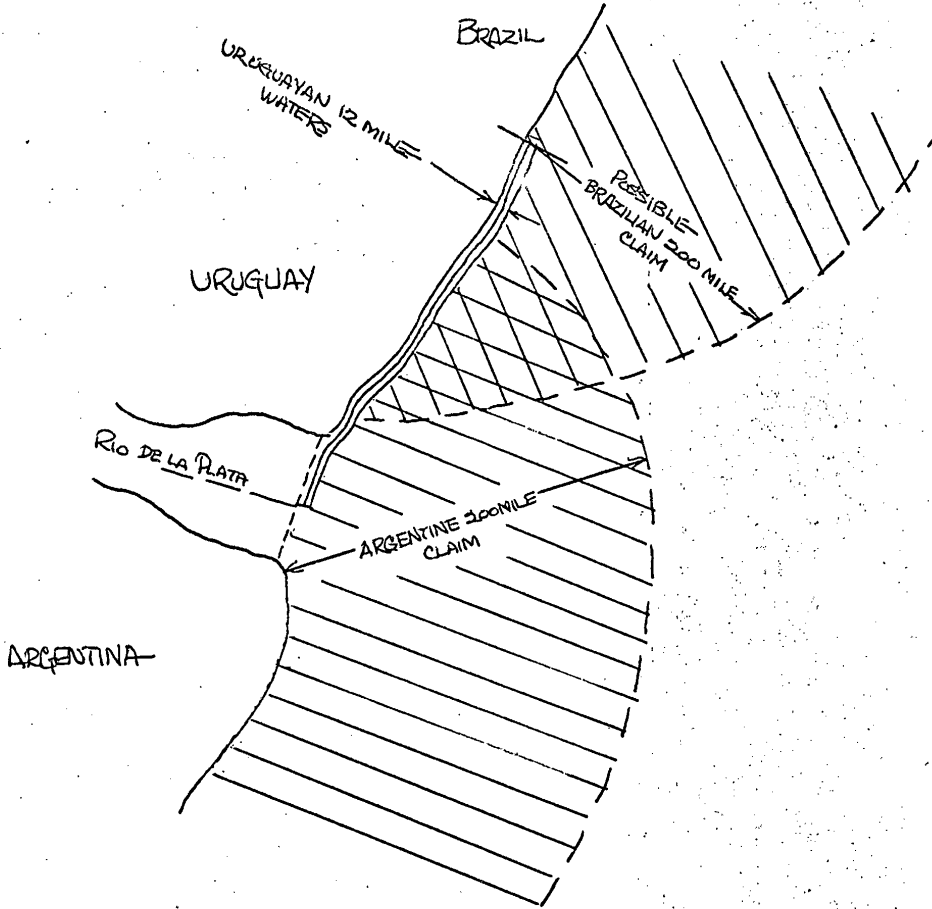 BRAZIL
URUGUAYAN 12 MILE
WATERS
POSSIBLE
BRAZILIAN 200 MILE
CLAIM
URUGUAY
RIO DE LA PLATA
ARGENTINE 200 MILE
CLAIM
ARGENTINA